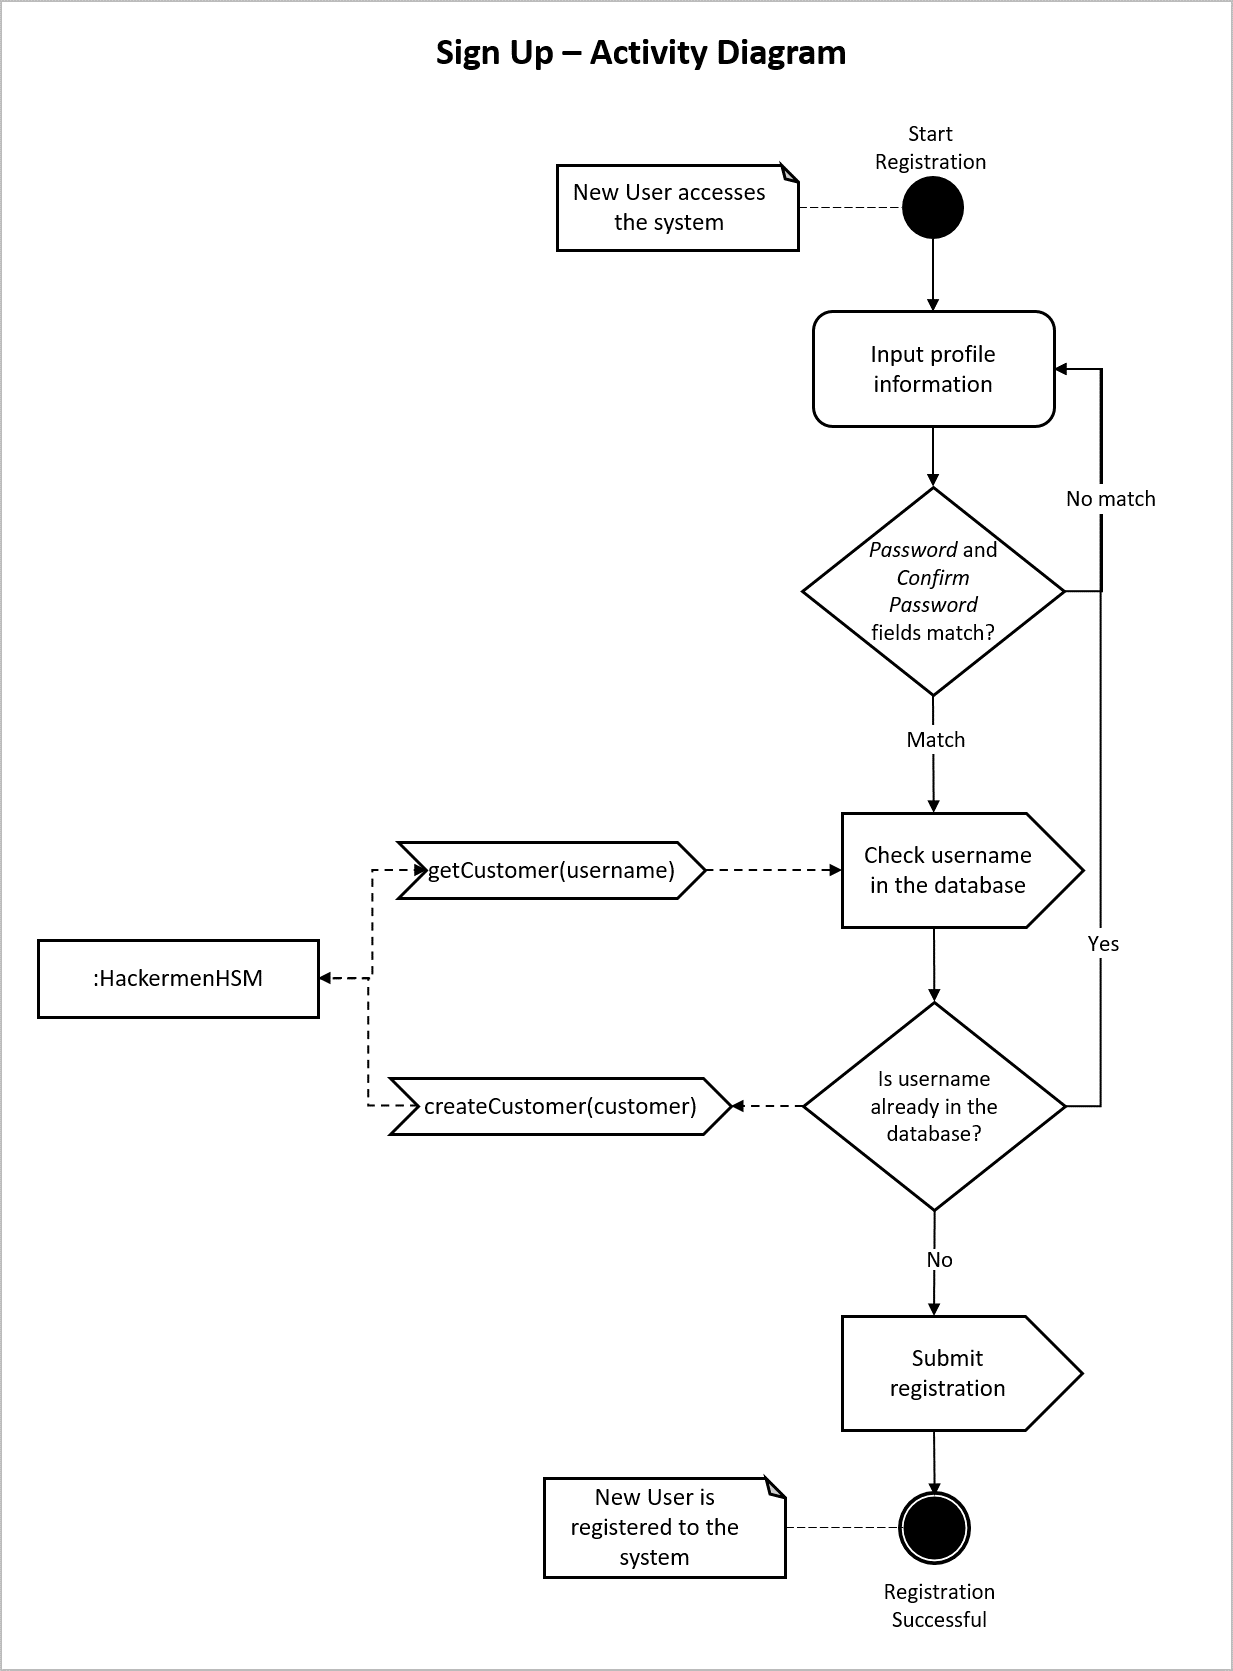 Sign Up – Activity Diagram
Start
Registration
New User accesses
the system
Input profile
information
No match
Password and
Confirm
Password
fields match?
Match
getCustomer(username)
Check username
in the database
Yes
:HackermenHSM
createCustomer(customer)
Is username
already in the
database?
No
Submit
registration
New User is
registered to the
system
Registration
Successful